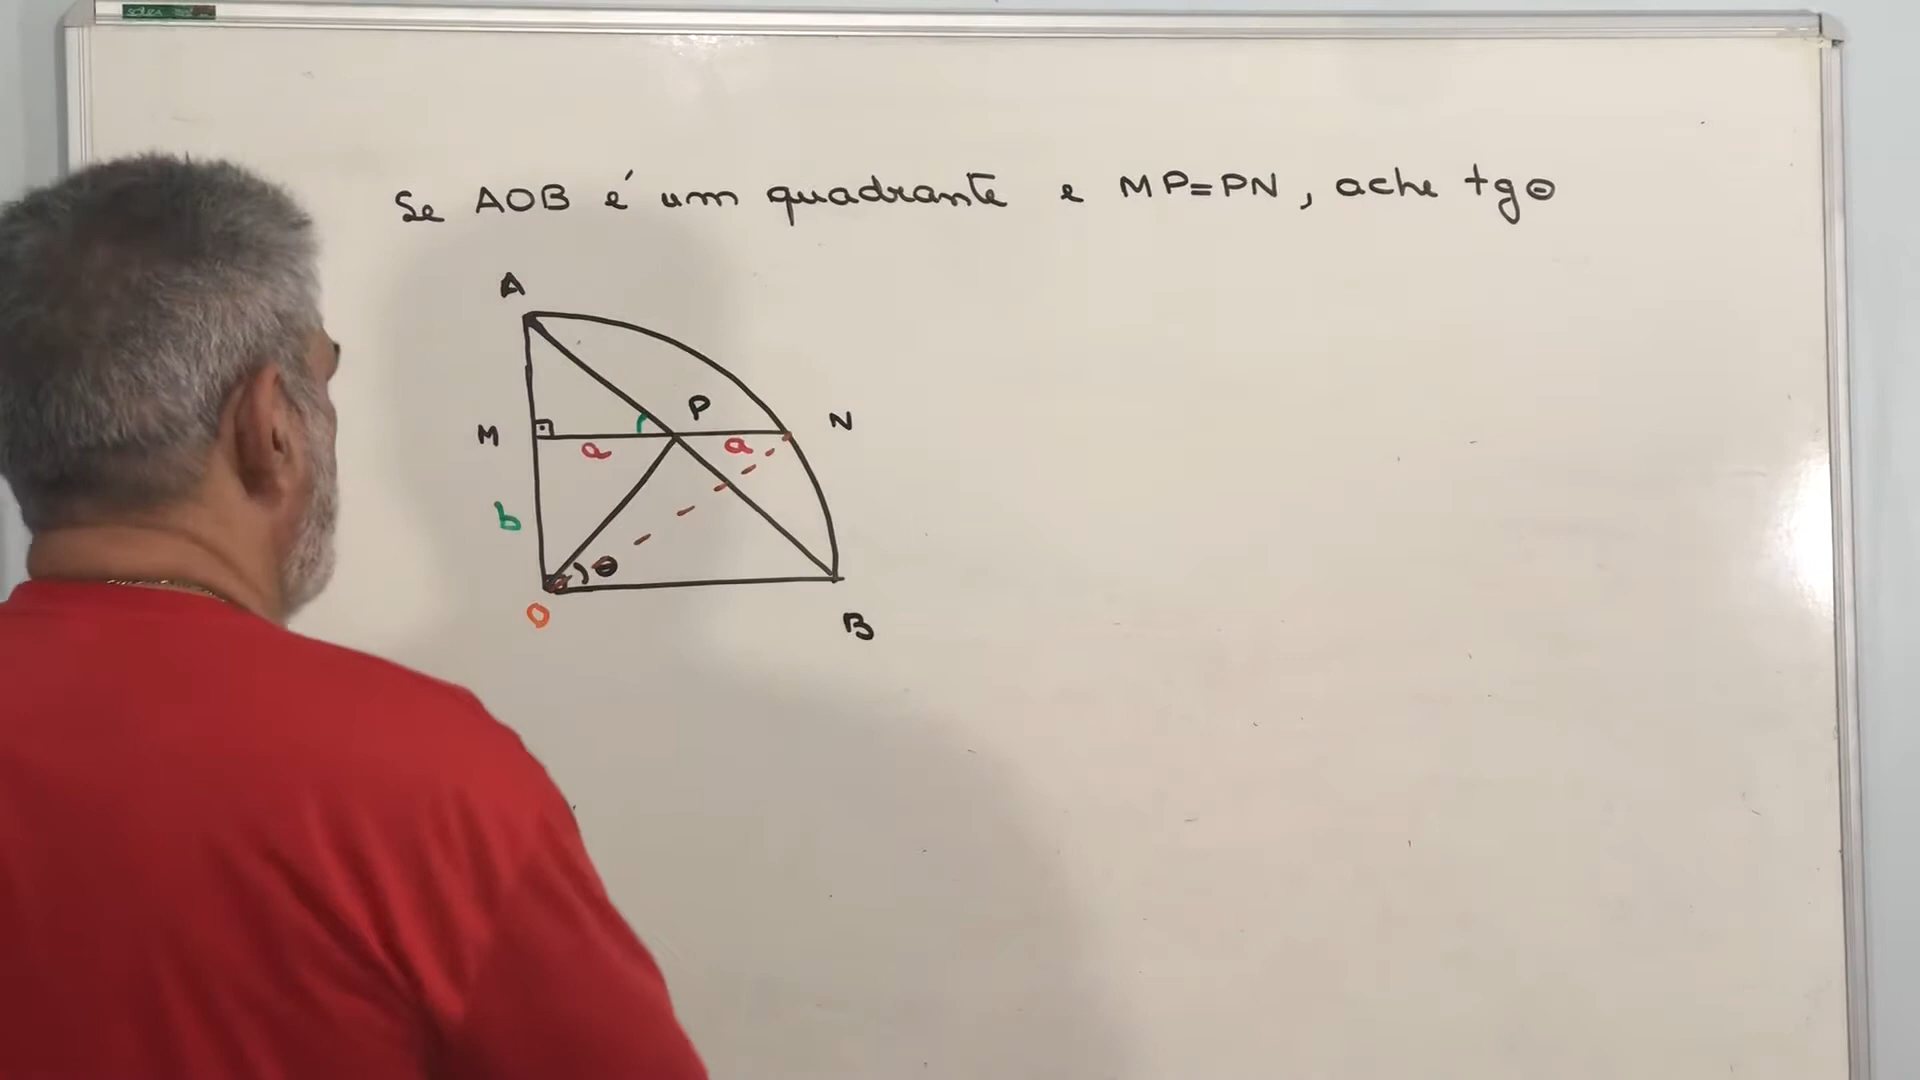 Se AOB é um quadrante e MP=PN, ache tgθ
A
P
M
N
a
a
b
θ
O
B